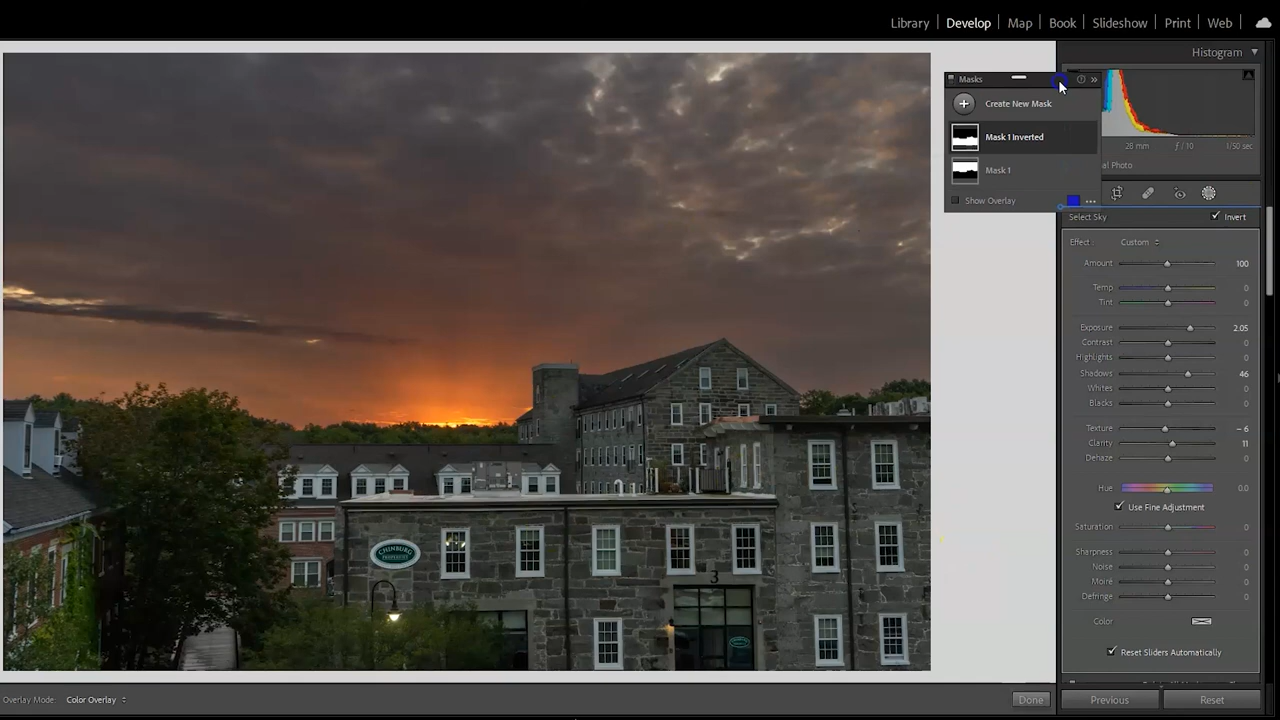 Library | Develop | Map | Book | Slideshow | Print | Web
Histogram
Masks
Create New Mask
Mask 1 Inverted
Mask 1
Show Overlay
28 mm f / 10 1/50 sec
al Photo
Select Sky Invert
Effect : Custom
Amount 100
Temp 0
Tint 0
Exposure 2.05
Contrast 0
Highlights 0
Shadows 46
Whites 0
Blacks 0
Texture – 6
Clarity 11
Dehaze 0
Hue 0.0
Use Fine Adjustment
Saturation 0
Sharpness 0
Noise 0
Moiré 0
Defringe 0
Color
Reset Sliders Automatically
CHINBURG
PROPERTIES
3
Overlay Mode: Color Overlay
Done
Previous
Reset